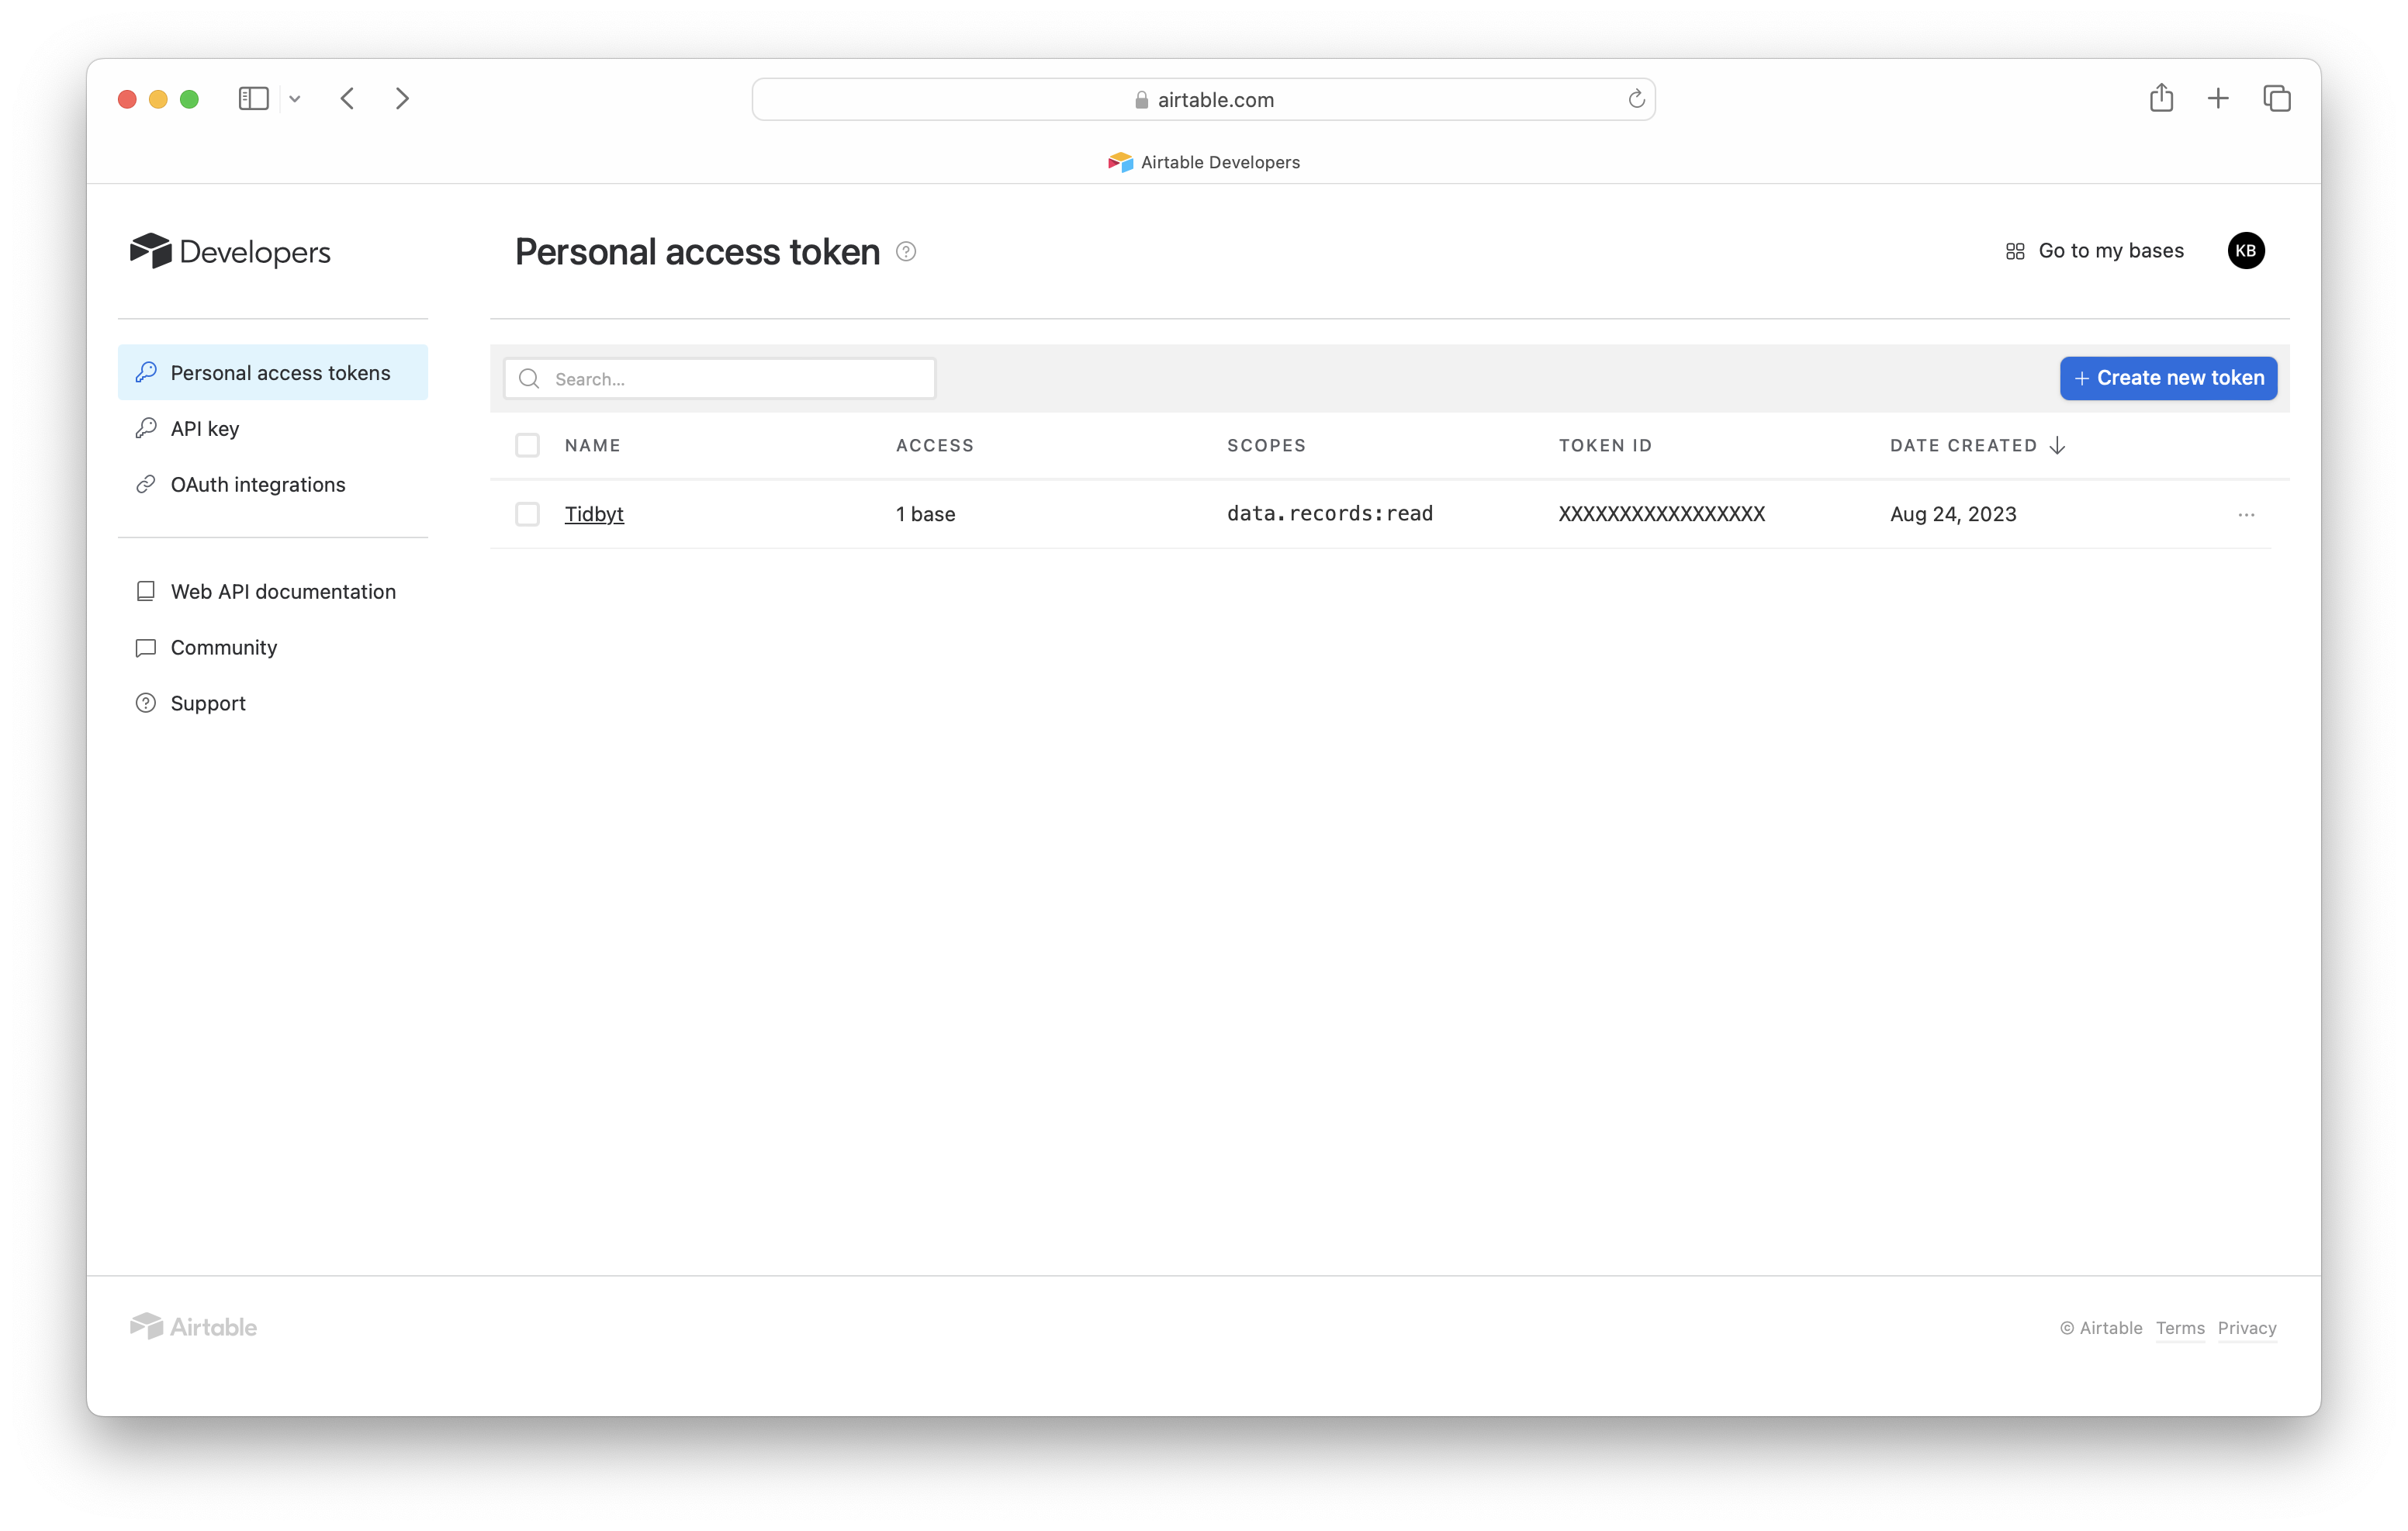 airtable.com
Airtable Developers
Developers
Personal access token
Go to my bases
KB
Personal access tokens
API key
OAuth integrations
Web API documentation
Community
Support
Search...
+ Create new token
NAME ACCESS SCOPES TOKEN ID DATE CREATED
Tidbyt 1 base data.records:read XXXXXXXXXXXXXXXXX Aug 24, 2023 ...
Airtable
© Airtable Terms Privacy